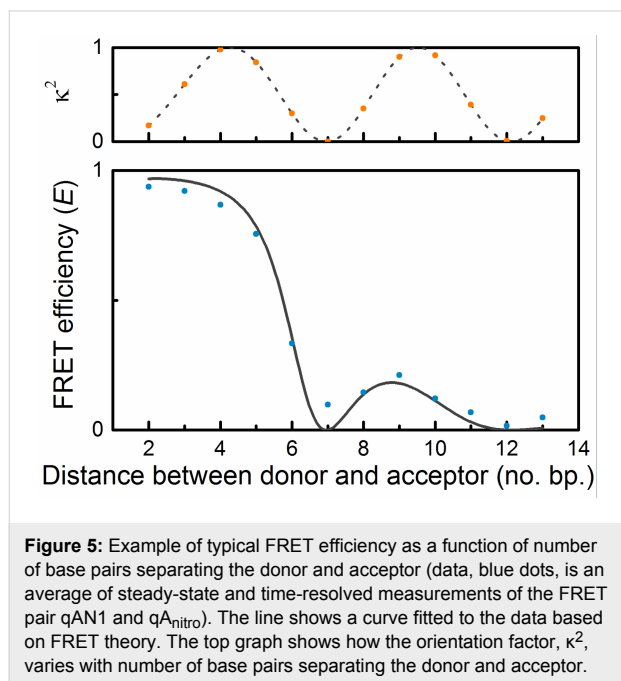 1
κ²
0
1
FRET efficiency (E)
0
2 4 6 8 10 12 14
Distance between donor and acceptor (no. bp.)
Figure 5: Example of typical FRET efficiency as a function of number
of base pairs separating the donor and acceptor (data, blue dots, is an
average of steady-state and time-resolved measurements of the FRET
pair qAN1 and qAnitro). The line shows a curve fitted to the data based
on FRET theory. The top graph shows how the orientation factor, κ²,
varies with number of base pairs separating the donor and acceptor.